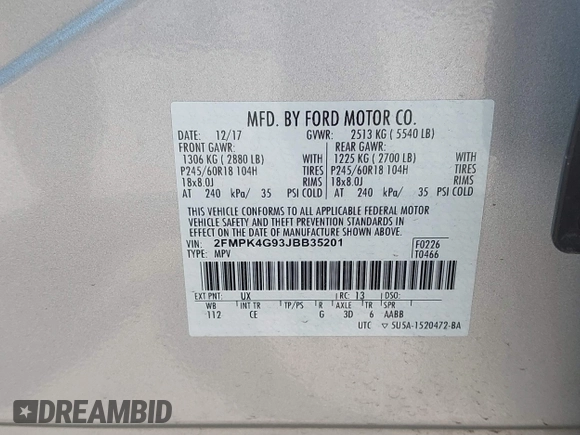 MFD. BY FORD MOTOR CO.
DATE: 12/17 GVWR: 2513 KG ( 5540 LB)
FRONT GAWR: REAR GAWR:
1306 KG ( 2880 LB) WITH 1225 KG ( 2700 LB) WITH
P245/60R18 104H TIRES P245/60R18 104H TIRES
18x8.0J RIMS 18x8.0J RIMS
AT 240 kPa/ 35 PSI COLD AT 240 kPa/ 35 PSI COLD
THIS VEHICLE CONFORMS TO ALL APPLICABLE FEDERAL MOTOR
VEHICLE SAFETY AND THEFT PREVENTION STANDARDS IN
EFFECT ON THE DATE OF MANUFACTURE SHOWN ABOVE.
VIN: 2FMPK4G93JBB35201 F0226
TYPE: MPV T0466
EXT PNT: UX RC: 13 DSO:
WB INT TR TP/PS R AXLE TR SPR
112 CE G 3D 6 AABB
UTC ▽ 5U5A-1520472-BA
DREAMBID